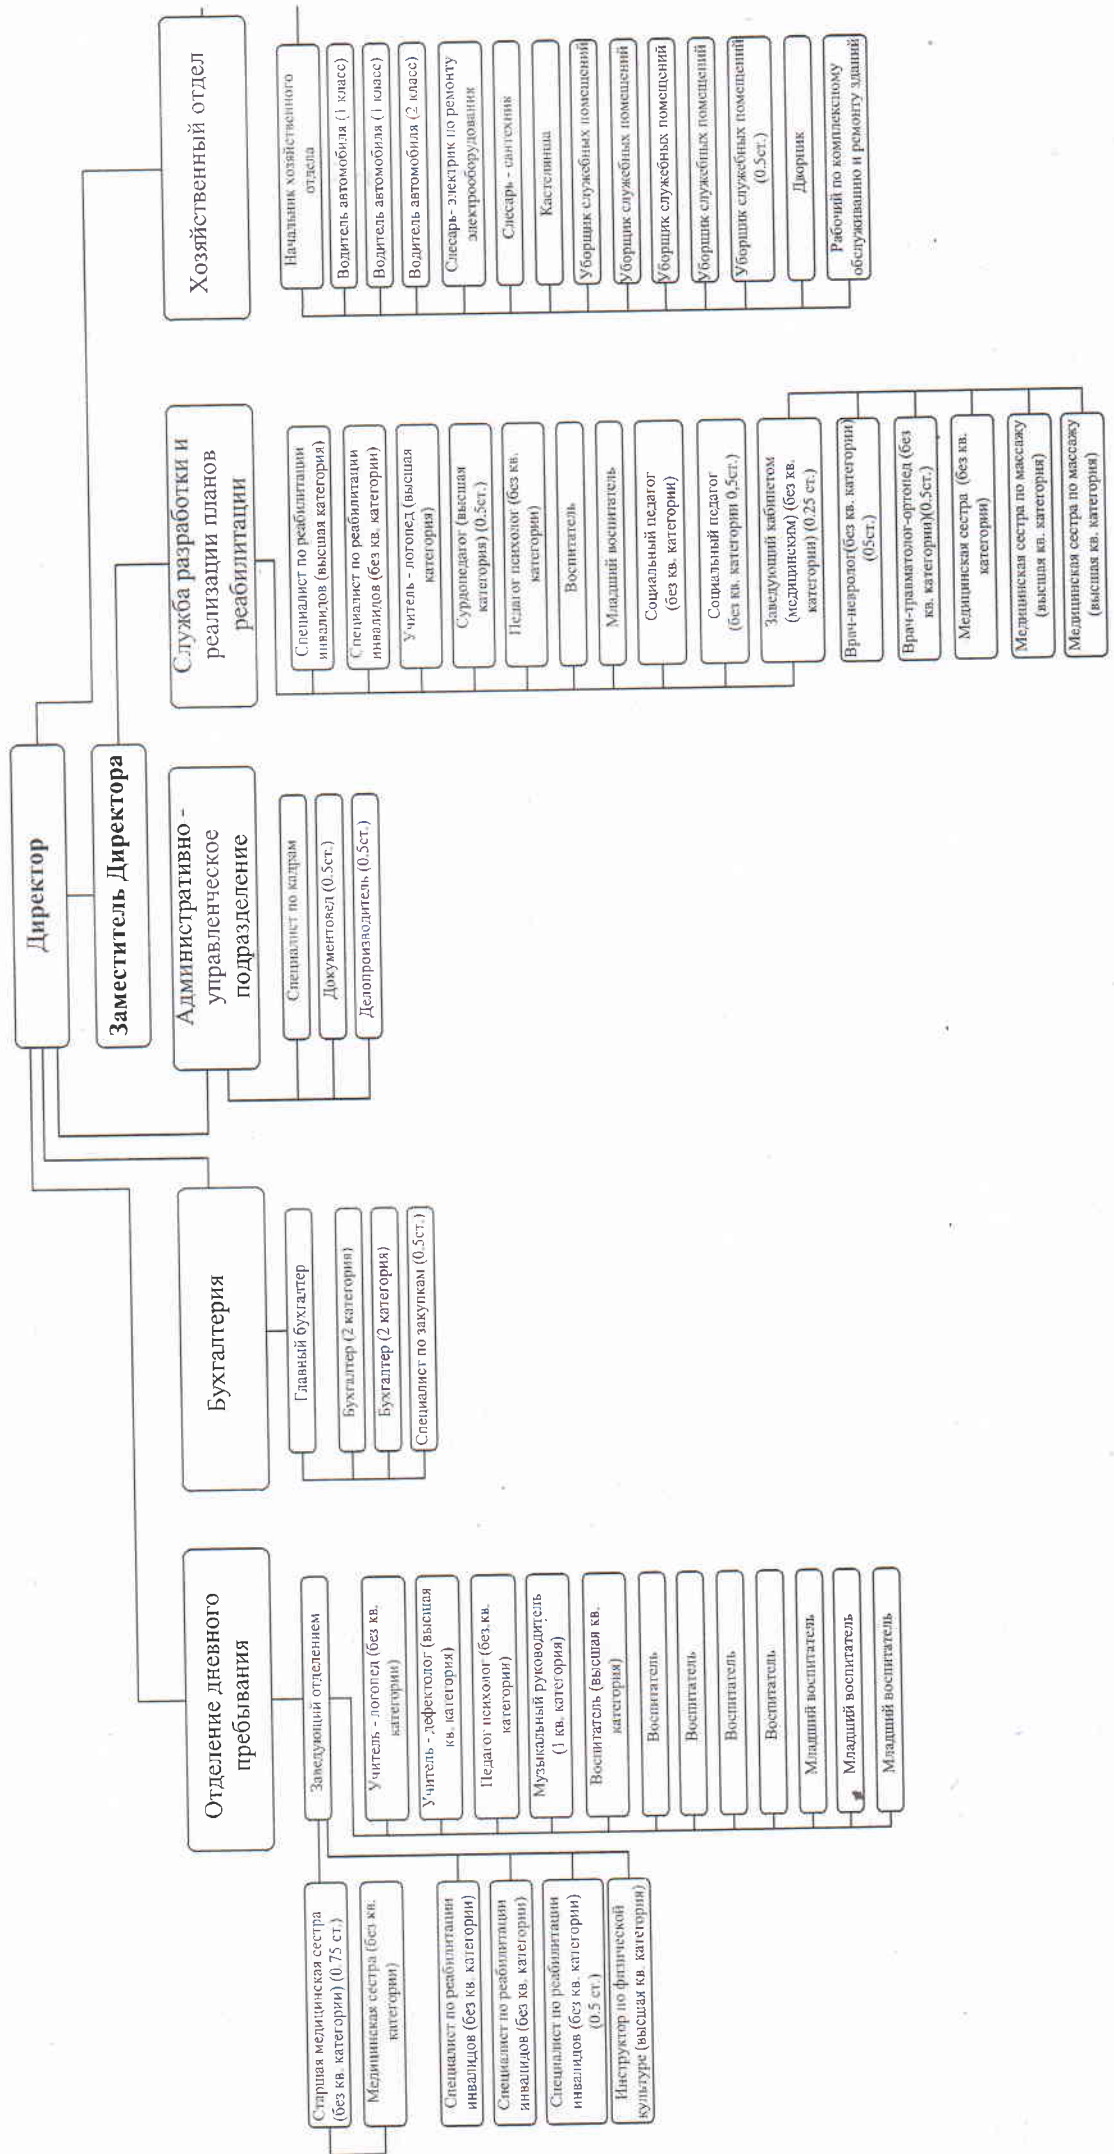 Директор
Заместитель Директора
Отделение дневного
пребывания
Заведующий отделением
Старшая медицинская сестра
(без кв. категории) (0.75 ст.)
Медицинская сестра (без кв.
категории)
Специалист по реабилитации
инвалидов (без кв. категории)
Специалист по реабилитации
инвалидов (без кв. категории)
Специалист по реабилитации
инвалидов (без кв. категории)
(0.5 ст.)
Инструктор по физической
культуре (высшая кв. категория)
Учитель - логопед (без кв.
категории)
Учитель - дефектолог (высшая
кв. категория)
Педагог психолог (без кв.
категории)
Музыкальный руководитель
(1 кв. категория)
Воспитатель (высшая кв.
категория)
Воспитатель
Воспитатель
Воспитатель
Воспитатель
Младший воспитатель
Младший воспитатель
Младший воспитатель
Бухгалтерия
Главный бухгалтер
Бухгалтер (2 категория)
Бухгалтер (2 категория)
Специалист по закупкам (0.5ст.)
Административно -
управленческое
подразделение
Специалист по кадрам
Документовед (0.5ст.)
Делопроизводитель (0.5ст.)
Служба разработки и
реализации планов
реабилитации
Специалист по реабилитации
инвалидов (высшая категория)
Специалист по реабилитации
инвалидов (без кв. категории)
Учитель - логопед (высшая
категория)
Сурдопедагог (высшая
категория) (0.5ст.)
Педагог психолог (без кв.
категории)
Воспитатель
Младший воспитатель
Социальный педагог
(без кв. категории)
Социальный педагог
(без кв. категории 0,5ст.)
Заведующий кабинетом
(медицинским) (без кв.
категории) (0.25 ст.)
Врач-невролог(без кв. категории)
(05ст.)
Врач-травматолог-ортопед (без
кв. категории)(0.5ст.)
Медицинская сестра (без кв.
категории)
Медицинская сестра по массажу
(высшая кв. категория)
Медицинская сестра по массажу
(высшая кв. категория)
Хозяйственный отдел
Начальник хозяйственного
отдела
Водитель автомобиля (1 класс)
Водитель автомобиля (1 класс)
Водитель автомобиля (2 класс)
Слесарь- электрик по ремонту
электрооборудования
Слесарь - сантехник
Кастелянша
Уборщик служебных помещений
Уборщик служебных помещений
Уборщик служебных помещений
Уборщик служебных помещений
Уборщик служебных помещений
(0.5ст.)
Дворник
Рабочий по комплексному
обслуживанию и ремонту зданий